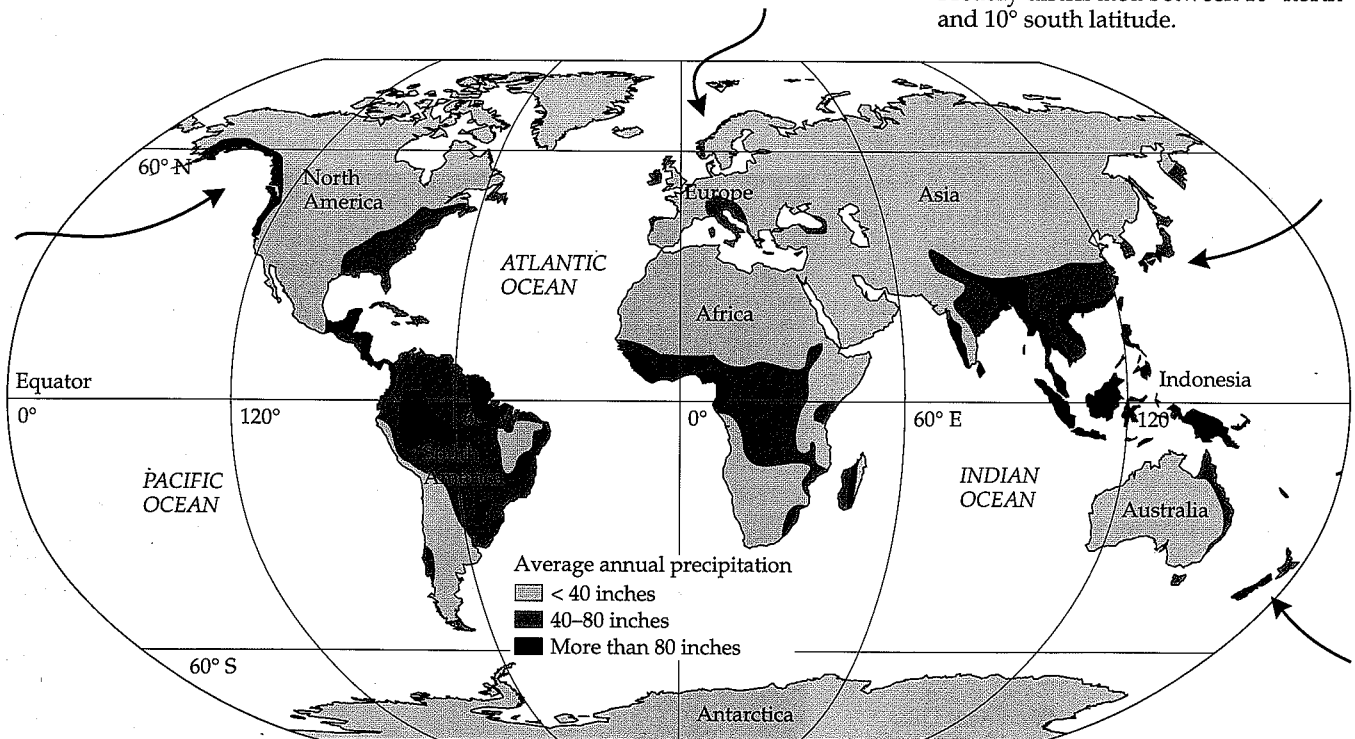 and 10° south latitude.
60° N
North
America
Europe
Asia
ATLANTIC
OCEAN
Africa
Equator
Indonesia
0°
120°
0°
60° E
120°
South
America
PACIFIC
OCEAN
INDIAN
OCEAN
Australia
Average annual precipitation
< 40 inches
40–80 inches
More than 80 inches
60° S
Antarctica